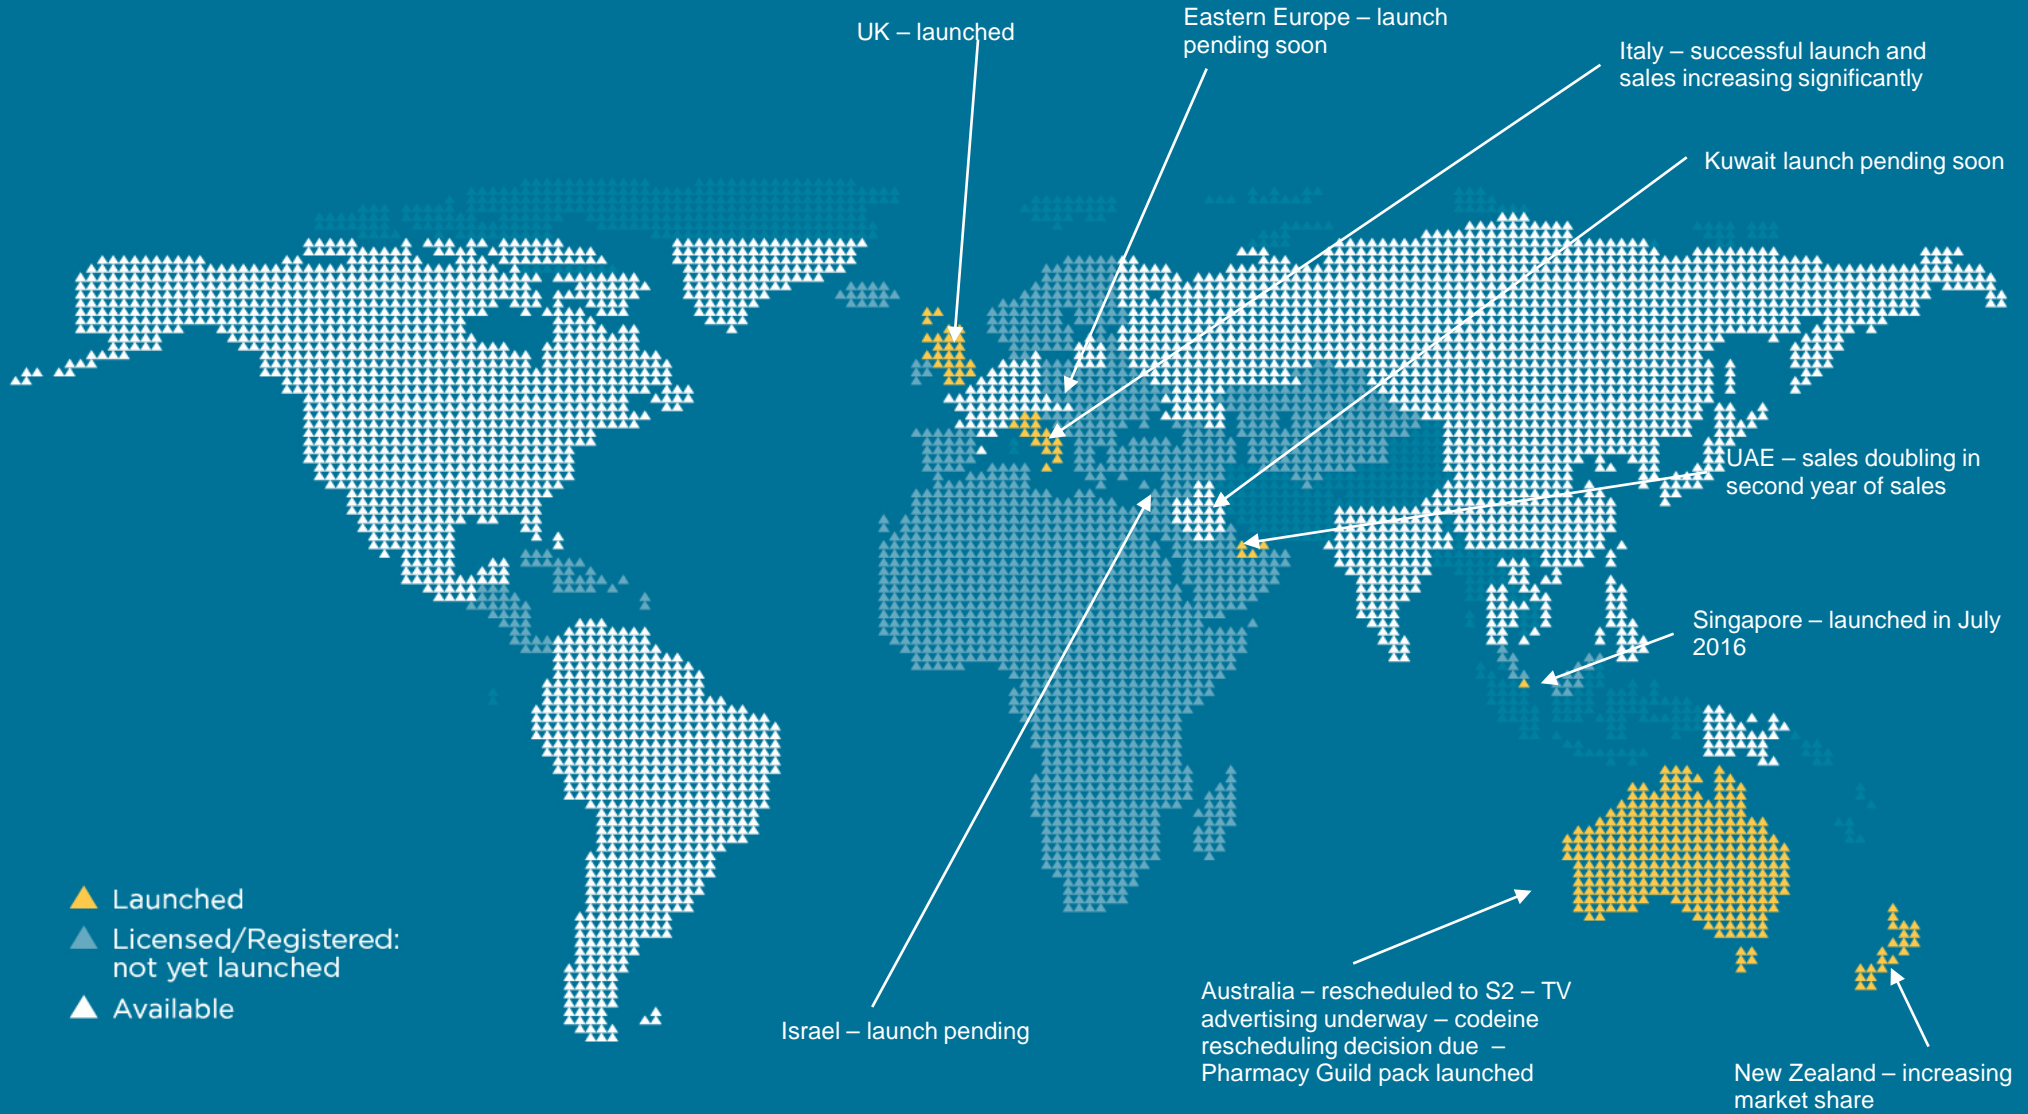 UK – launched
Eastern Europe – launch
pending soon
Italy – successful launch and
sales increasing significantly
Kuwait launch pending soon
UAE – sales doubling in
second year of sales
Singapore – launched in July
2016
Launched
Licensed/Registered:
not yet launched
Available
Israel – launch pending
Australia – rescheduled to S2 – TV
advertising underway – codeine
rescheduling decision due –
Pharmacy Guild pack launched
New Zealand – increasing
market share